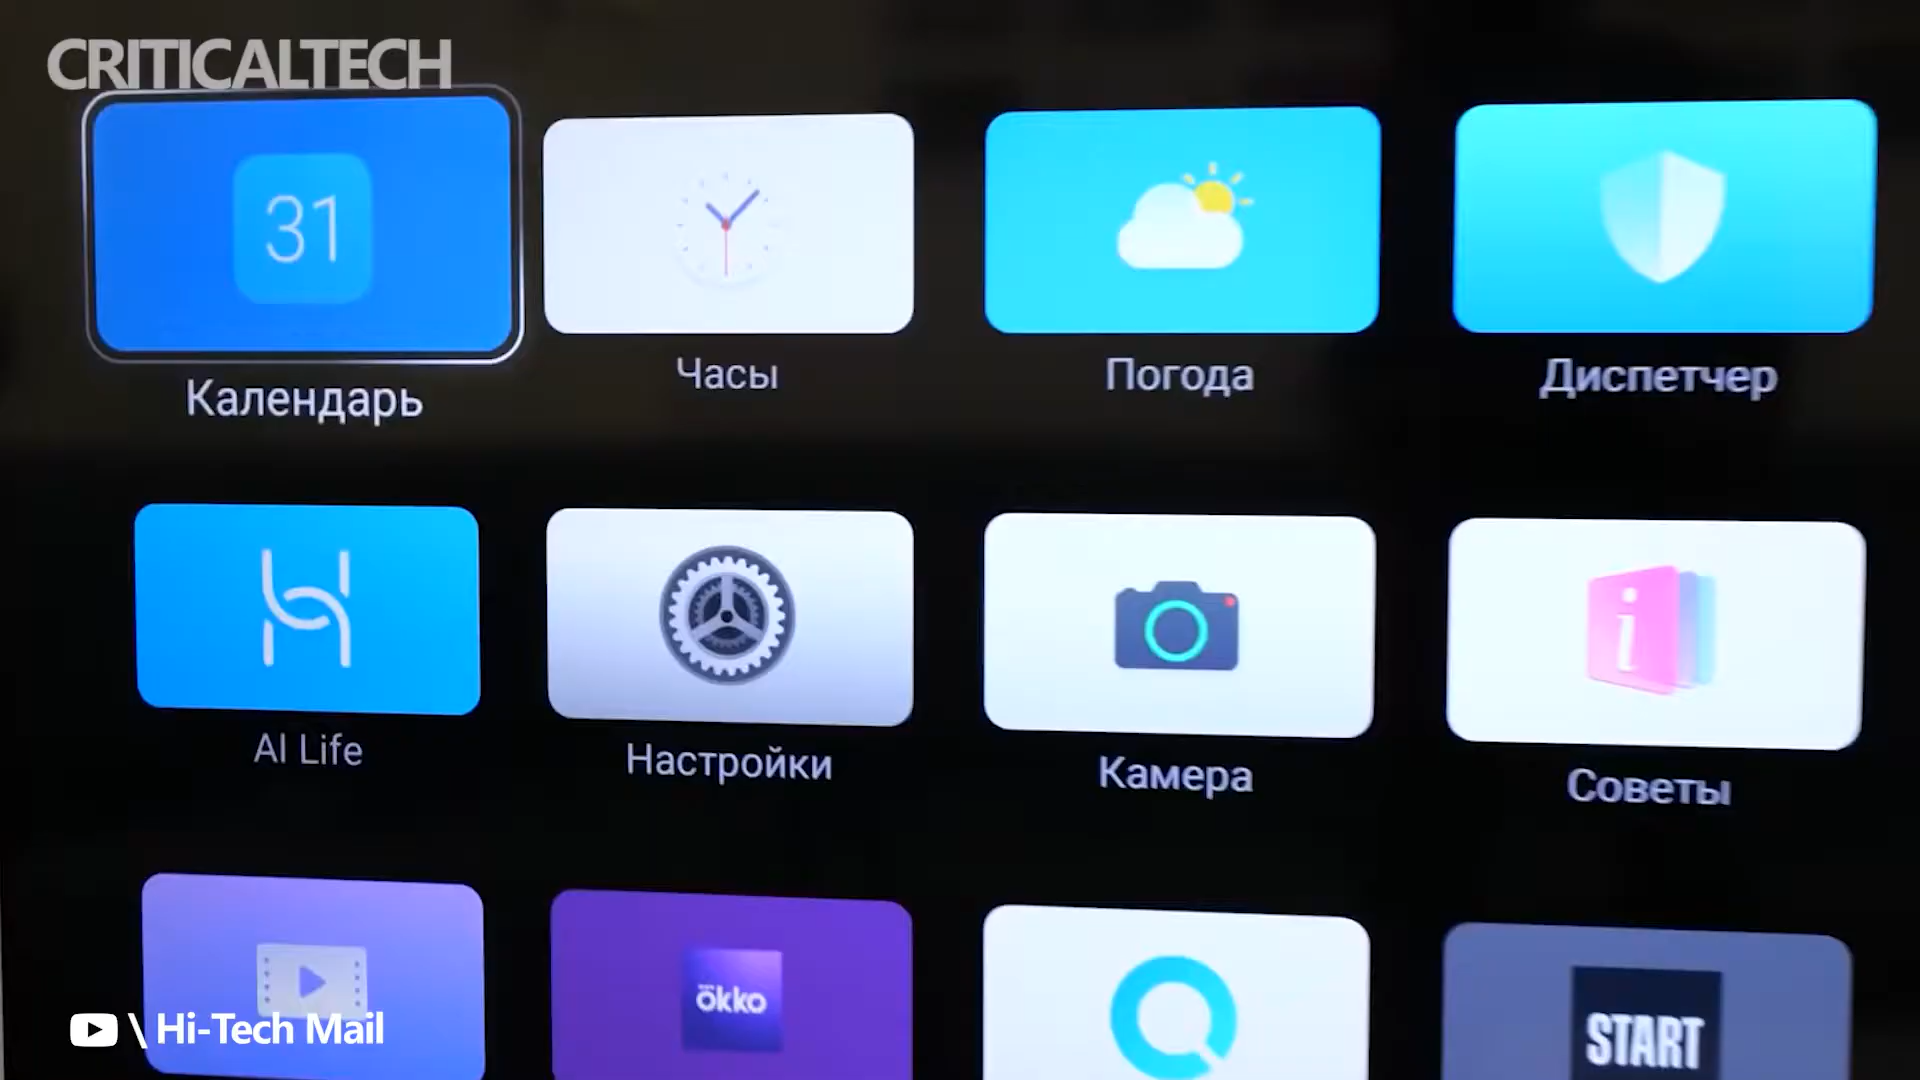 CRITICALTECH
31
Календарь
Часы
Погода
Диспетчер
AI Life
Настройки
Камера
Советы
i
okko
START
\ Hi-Tech Mail